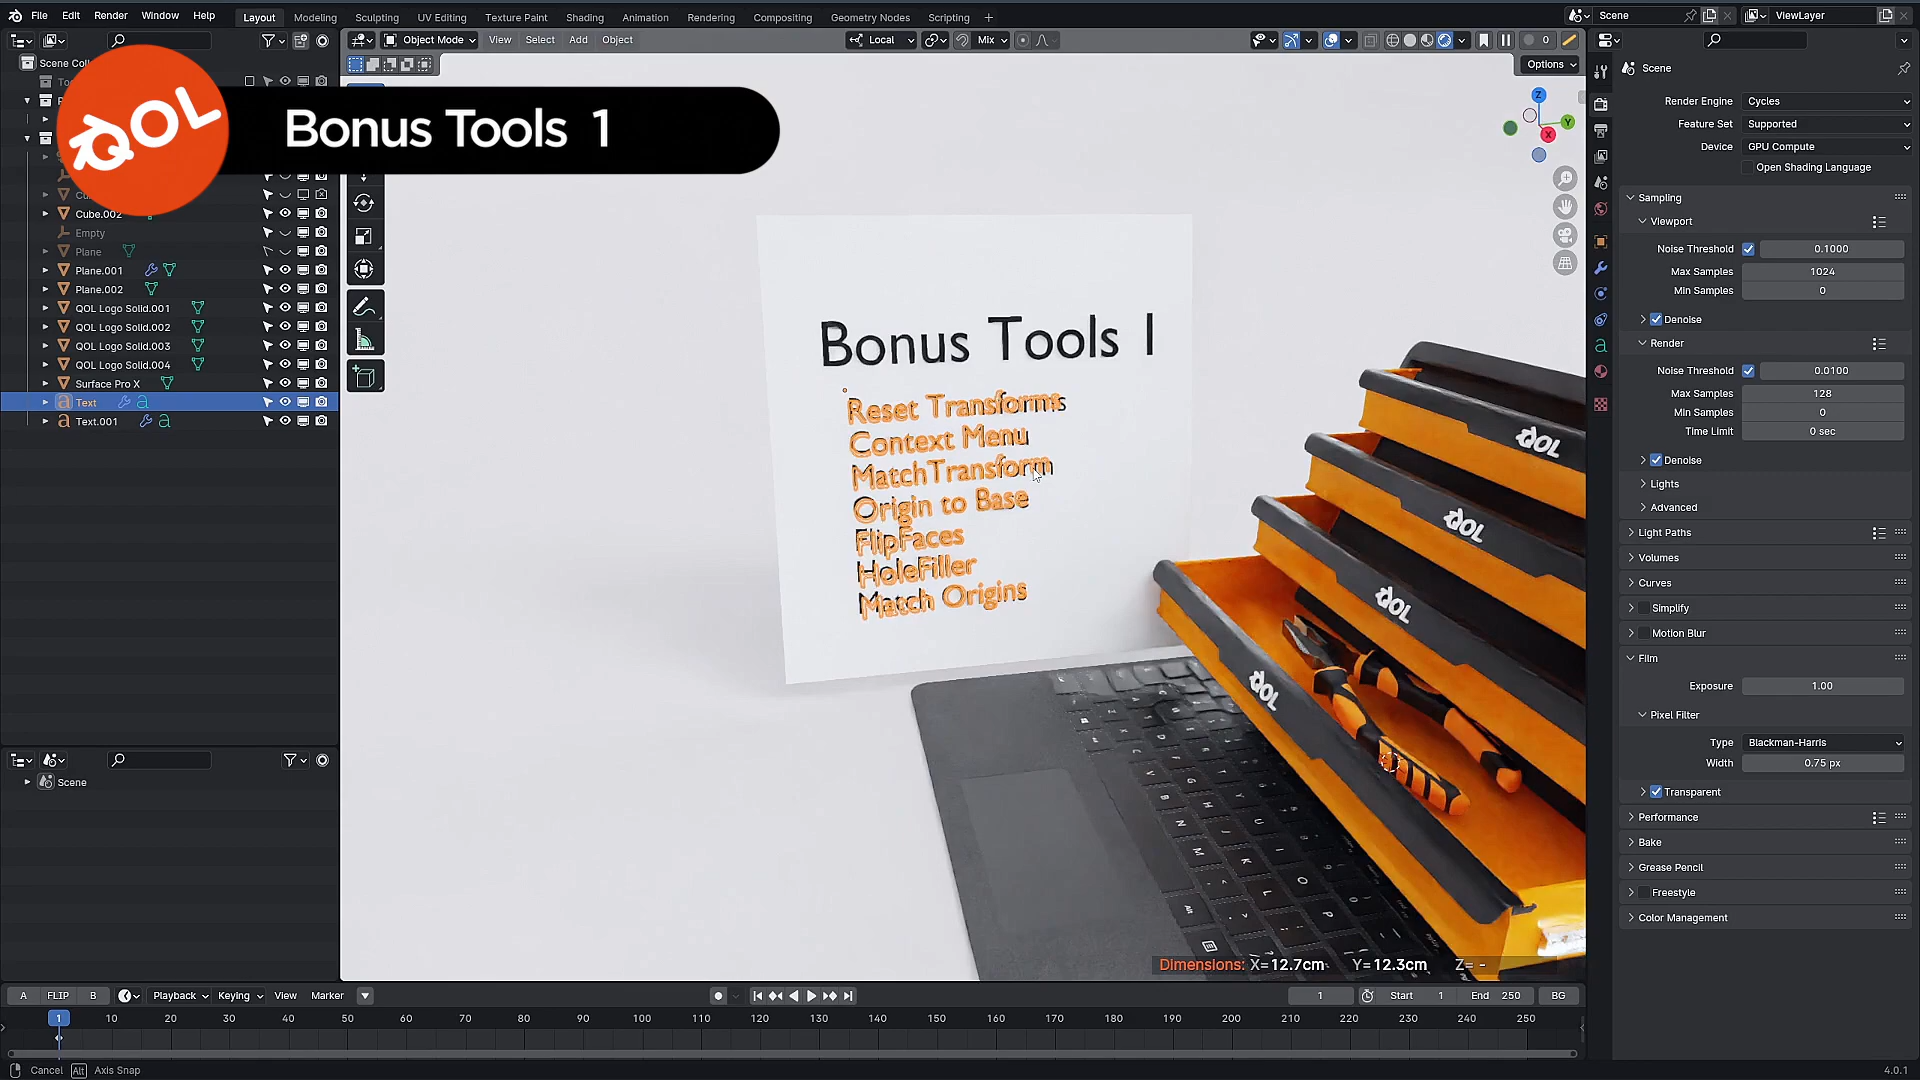 File Edit Render Window Help
Layout Modeling Sculpting UV Editing Texture Paint Shading Animation Rendering Compositing Geometry Nodes Scripting +
Scene
ViewLayer
Object Mode View Select Add Object
Local
Mix
0
Options
Scene Coll
QOL
Bonus Tools 1
Cube.002
Empty
Plane
Plane.001
Plane.002
QOL Logo Solid.001
QOL Logo Solid.002
QOL Logo Solid.003
QOL Logo Solid.004
Surface Pro X
Text
Text.001
Scene
Z
Y
X
Bonus Tools 1
Reset Transforms
Context Menu
MatchTransform
Origin to Base
FlipFaces
HoleFiller
Match Origins
QOL
QOL
QOL
QOL
Dimensions: X=12.7cm Y=12.3cm Z= -
Scene
Render Engine Cycles
Feature Set Supported
Device GPU Compute
Open Shading Language
Sampling
Viewport
Noise Threshold 0.1000
Max Samples 1024
Min Samples 0
Denoise
Render
Noise Threshold 0.0100
Max Samples 128
Min Samples 0
Time Limit 0 sec
Denoise
Lights
Advanced
Light Paths
Volumes
Curves
Simplify
Motion Blur
Film
Exposure 1.00
Pixel Filter
Type Blackman-Harris
Width 0.75 px
Transparent
Performance
Bake
Grease Pencil
Freestyle
Color Management
A FLIP B Playback Keying View Marker
1 Start 1 End 250 BG
1 10 20 30 40 50 60 70 80 90 100 110 120 130 140 150 160 170 180 190 200 210 220 230 240 250
Cancel Alt Axis Snap
4.0.1